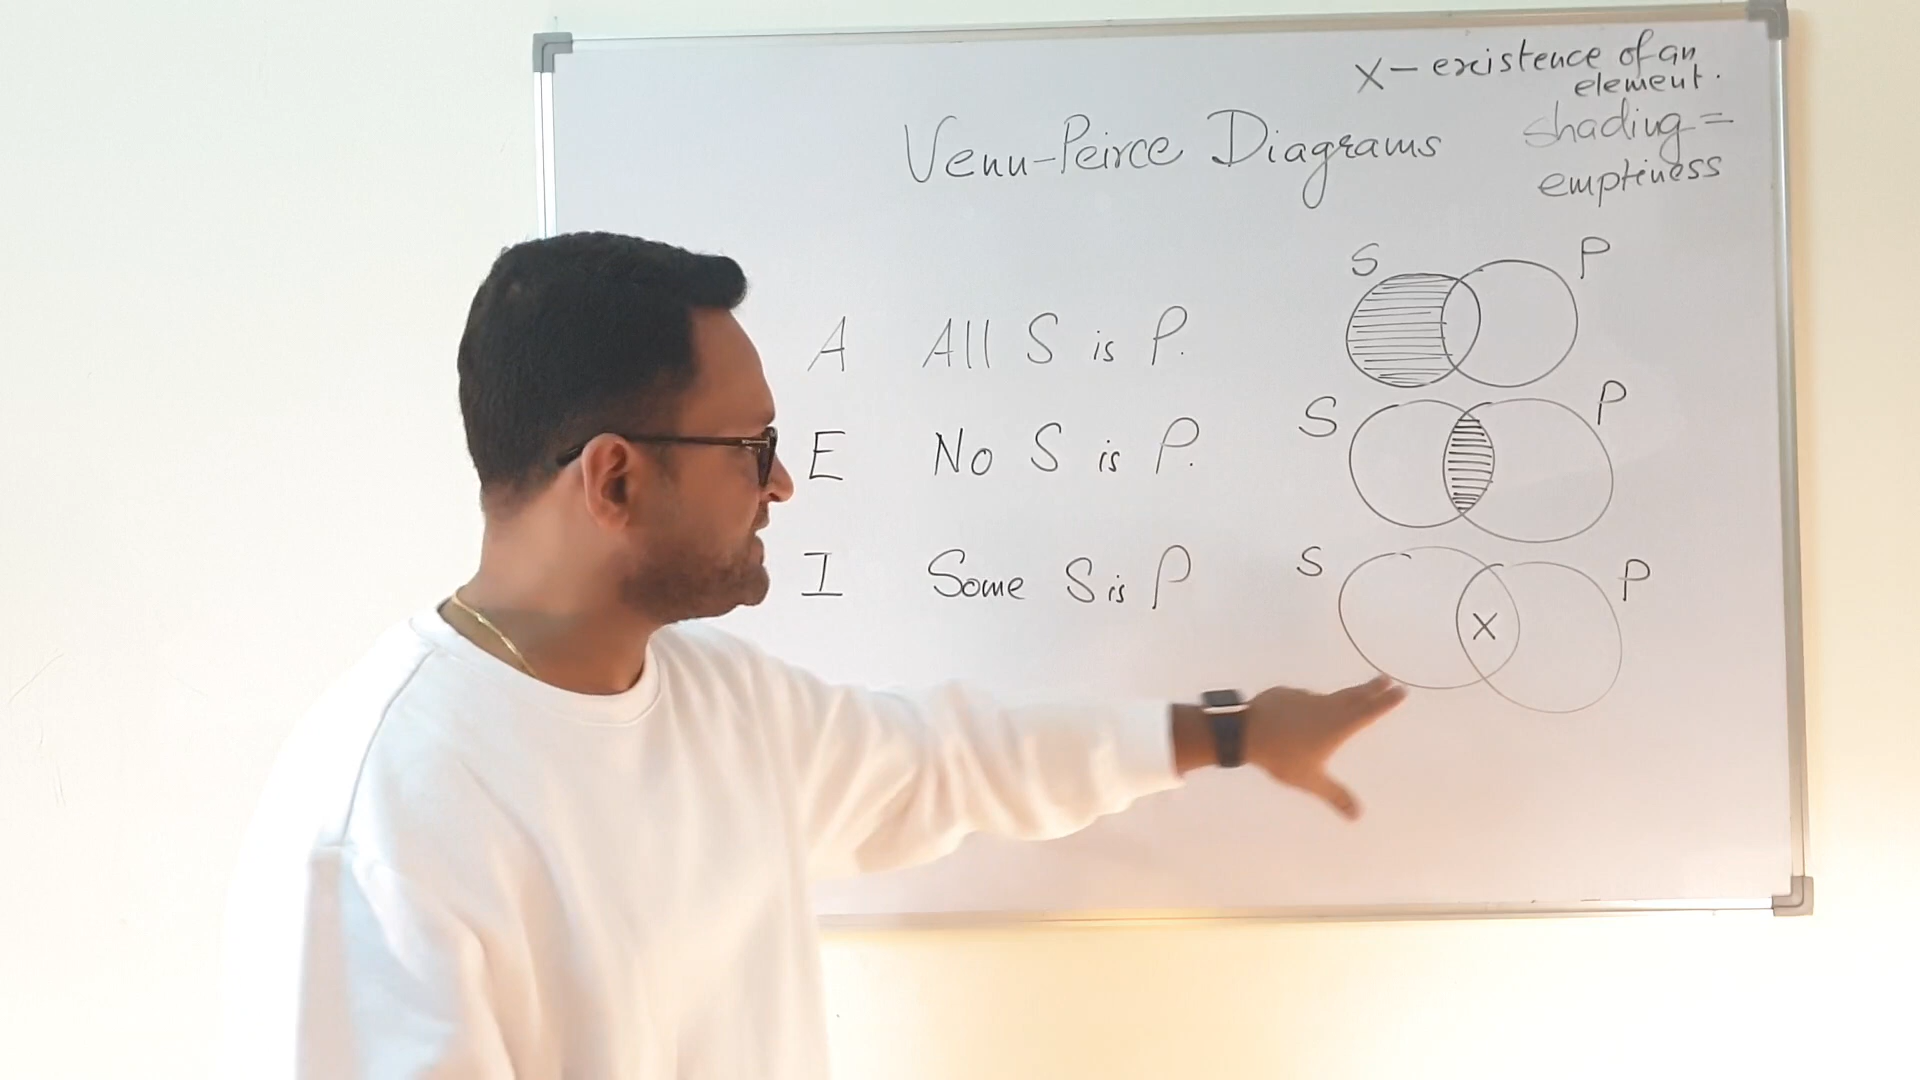 X – existence of an
element.
Venn-Peirce Diagrams
shading =
emptiness
S P
A All S is P.
S P
E No S is P.
S P
I Some S is P
X